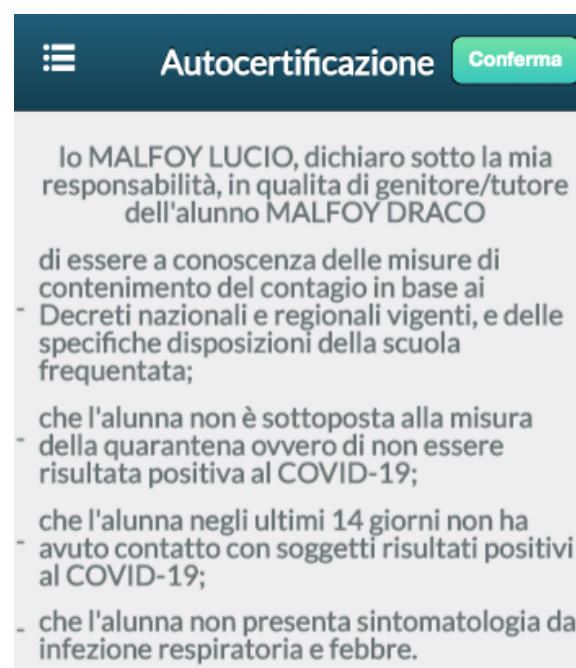 Autocertificazione
Conferma
Io MALFOY LUCIO, dichiaro sotto la mia
responsabilità, in qualita di genitore/tutore
dell'alunno MALFOY DRACO
di essere a conoscenza delle misure di
contenimento del contagio in base ai
- Decreti nazionali e regionali vigenti, e delle
specifiche disposizioni della scuola
frequentata;
che l'alunna non è sottoposta alla misura
- della quarantena ovvero di non essere
risultata positiva al COVID-19;
che l'alunna negli ultimi 14 giorni non ha
- avuto contatto con soggetti risultati positivi
al COVID-19;
- che l'alunna non presenta sintomatologia da
infezione respiratoria e febbre.